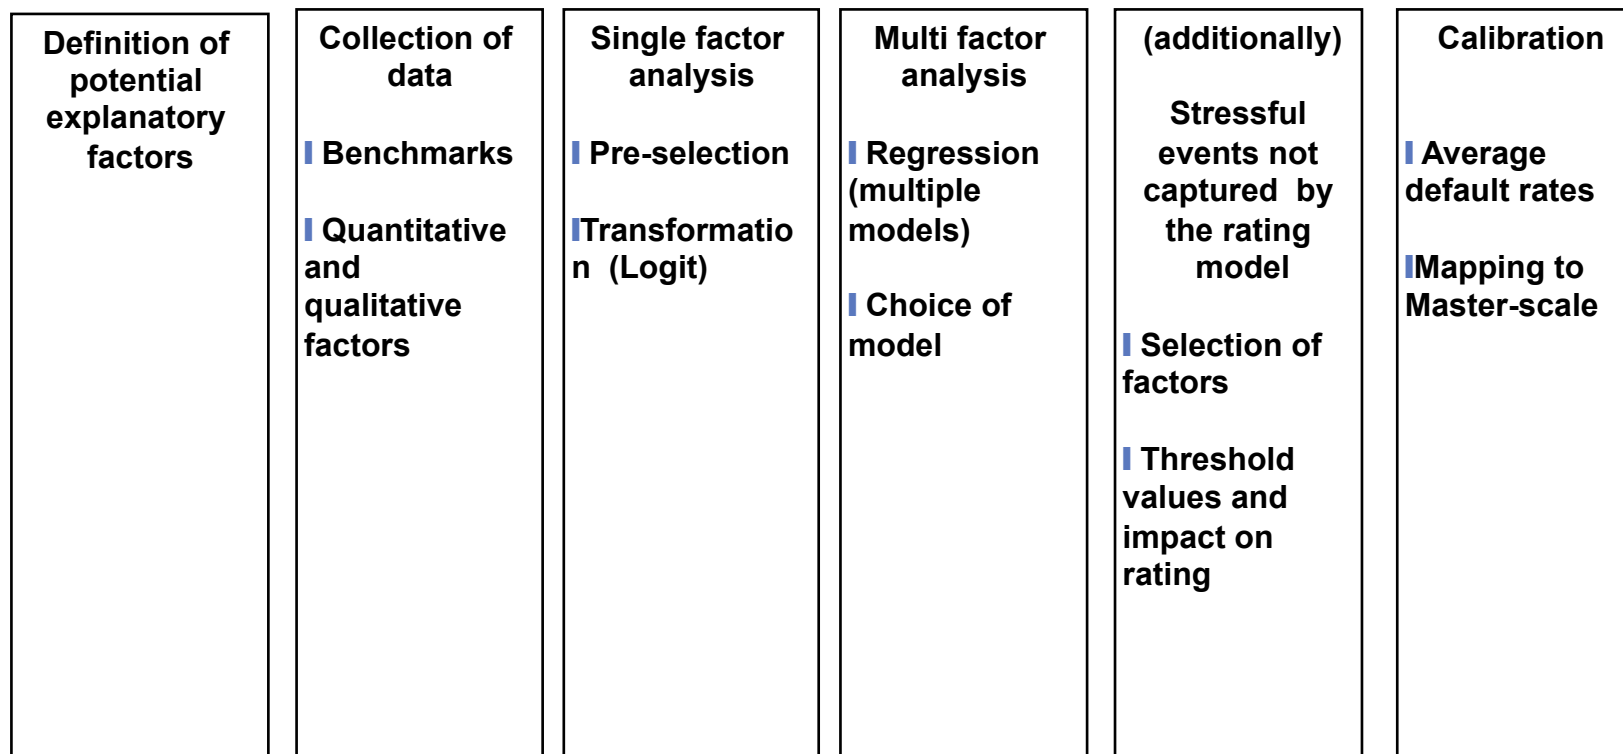 Definition of
potential
explanatory
factors
Collection of
data
Benchmarks
Quantitative
and
qualitative
factors
Single factor
analysis
Pre-selection
Transformatio
n (Logit)
Multi factor
analysis
Regression
(multiple
models)
Choice of
model
(additionally)
Stressful
events not
captured by
the rating
model
Selection of
factors
Threshold
values and
impact on
rating
Calibration
Average
default rates
Mapping to
Master-scale